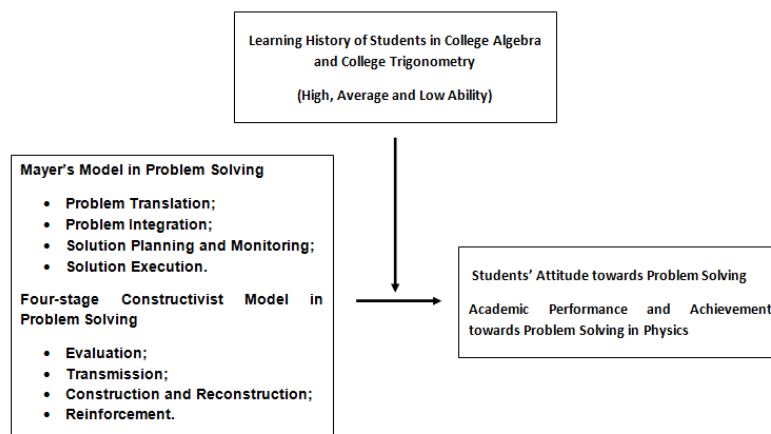 Learning History of Students in College Algebra
and College Trigonometry
(High, Average and Low Ability)
Mayer's Model in Problem Solving
• Problem Translation;
• Problem Integration;
• Solution Planning and Monitoring;
• Solution Execution.
Four-stage Constructivist Model in
Problem Solving
• Evaluation;
• Transmission;
• Construction and Reconstruction;
• Reinforcement.
Students' Attitude towards Problem Solving
Academic Performance and Achievement
towards Problem Solving in Physics